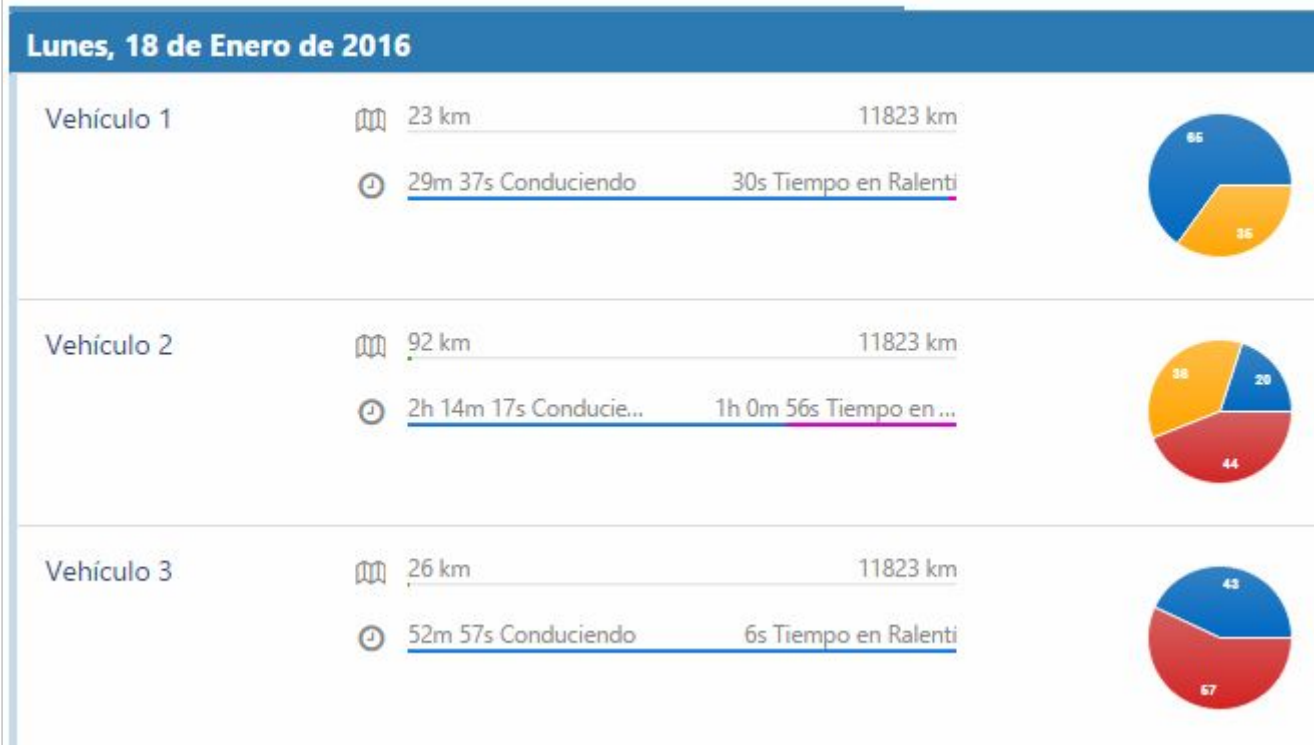 Lunes, 18 de Enero de 2016
Vehículo 1
23 km 11823 km
29m 37s Conduciendo 30s Tiempo en Ralentí
65
35
Vehículo 2
92 km 11823 km
2h 14m 17s Conducie... 1h 0m 56s Tiempo en ...
36 20
44
Vehículo 3
26 km 11823 km
52m 57s Conduciendo 6s Tiempo en Ralentí
43
57